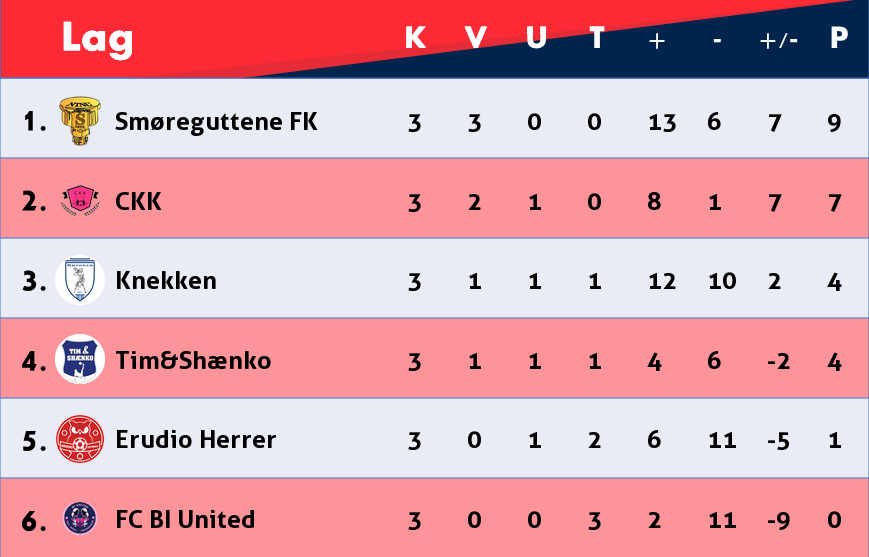 Lag K V U T + - +/- P
1. Smøreguttene FK 3 3 0 0 13 6 7 9
2. CKK 3 2 1 0 8 1 7 7
3. Knekken 3 1 1 1 12 10 2 4
4. TIM & SHÆNKO Tim&Shænko 3 1 1 1 4 6 -2 4
5. Erudio Herrer 3 0 1 2 6 11 -5 1
6. FC BI United 3 0 0 3 2 11 -9 0